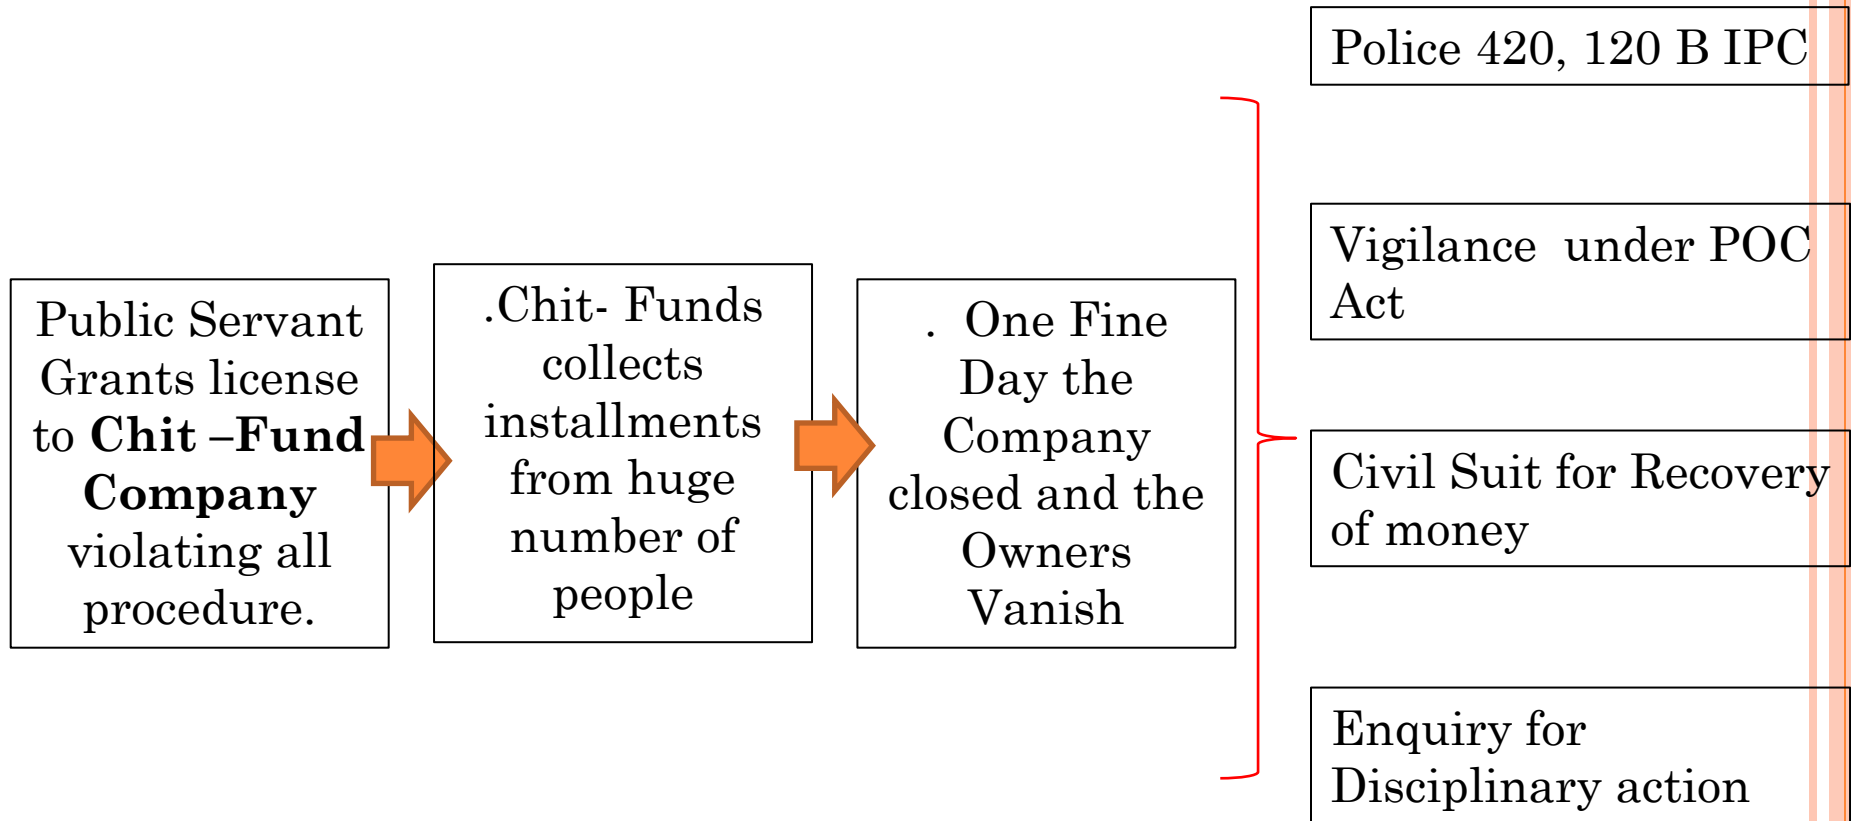 Public Servant
Grants license
to Chit –Fund
Company
violating all
procedure.
.Chit- Funds
collects
installments
from huge
number of
people
. One Fine
Day the
Company
closed and the
Owners
Vanish
Police 420, 120 B IPC
Vigilance  under POC
Act
Civil Suit for Recovery
of money
Enquiry for
Disciplinary action